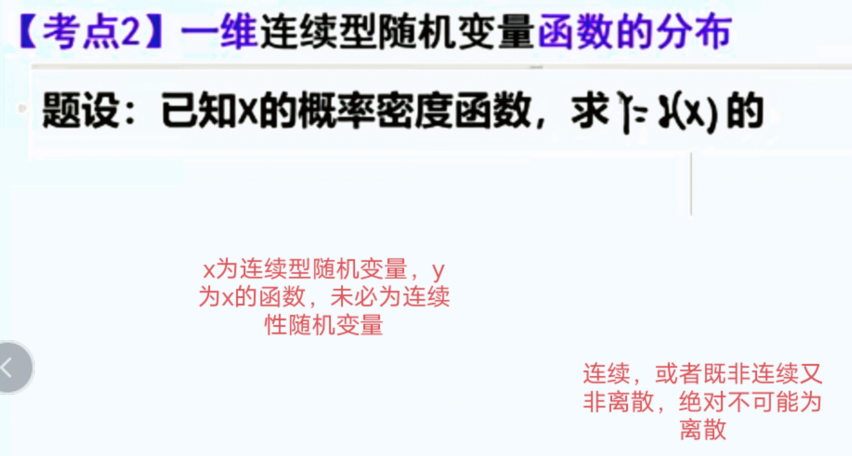 【考点2】一维连续型随机变量函数的分布
题设：已知X的概率密度函数，求 (x)的
x为连续型随机变量，y
为x的函数，未必为连续
性随机变量
连续，或者既非连续又
非离散，绝对不可能为
离散